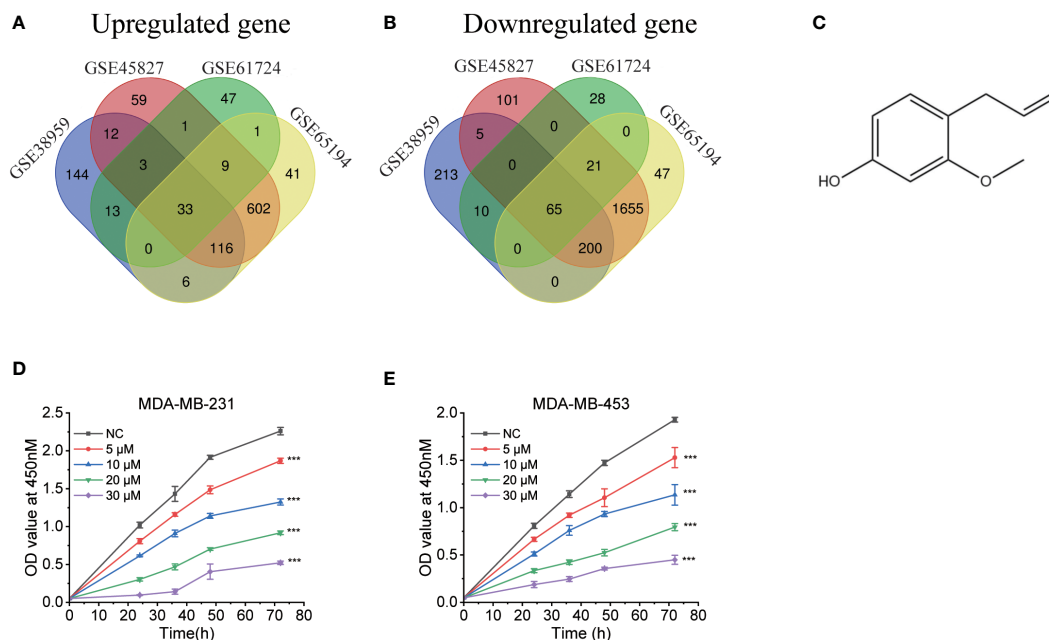 A
Upregulated gene
GSE45827
GSE61724
GSE38959
GSE65194
59
47
12
1
1
144
3
9
41
13
33
602
0
116
6
B
Downregulated gene
GSE45827
GSE61724
GSE38959
GSE65194
101
28
5
0
0
213
0
21
47
10
65
1655
0
200
0
C
HO
O
D
MDA-MB-231
OD value at 450nM
2.5
2.0
1.5
1.0
0.5
0.0
NC
5 μM
10 μM
20 μM
30 μM
***
***
***
***
0 10 20 30 40 50 60 70 80
Time(h)
E
MDA-MB-453
OD value at 450nM
2.0
1.5
1.0
0.5
0.0
NC
5 μM
10 μM
20 μM
30 μM
***
***
***
***
0 10 20 30 40 50 60 70 80
Time(h)